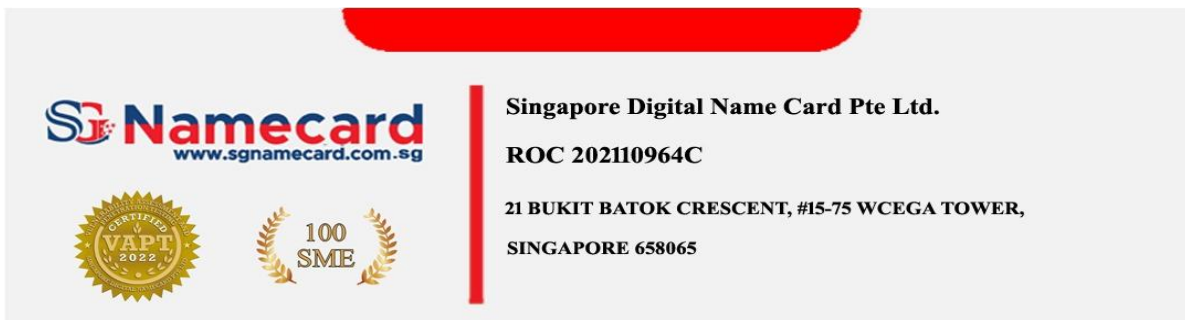 SG Namecard
www.sgnamecard.com.sg
CERTIFIED
VAPT
2022
100
SME
Singapore Digital Name Card Pte Ltd.
ROC 202110964C
21 BUKIT BATOK CRESCENT, #15-75 WCEGA TOWER,
SINGAPORE 658065